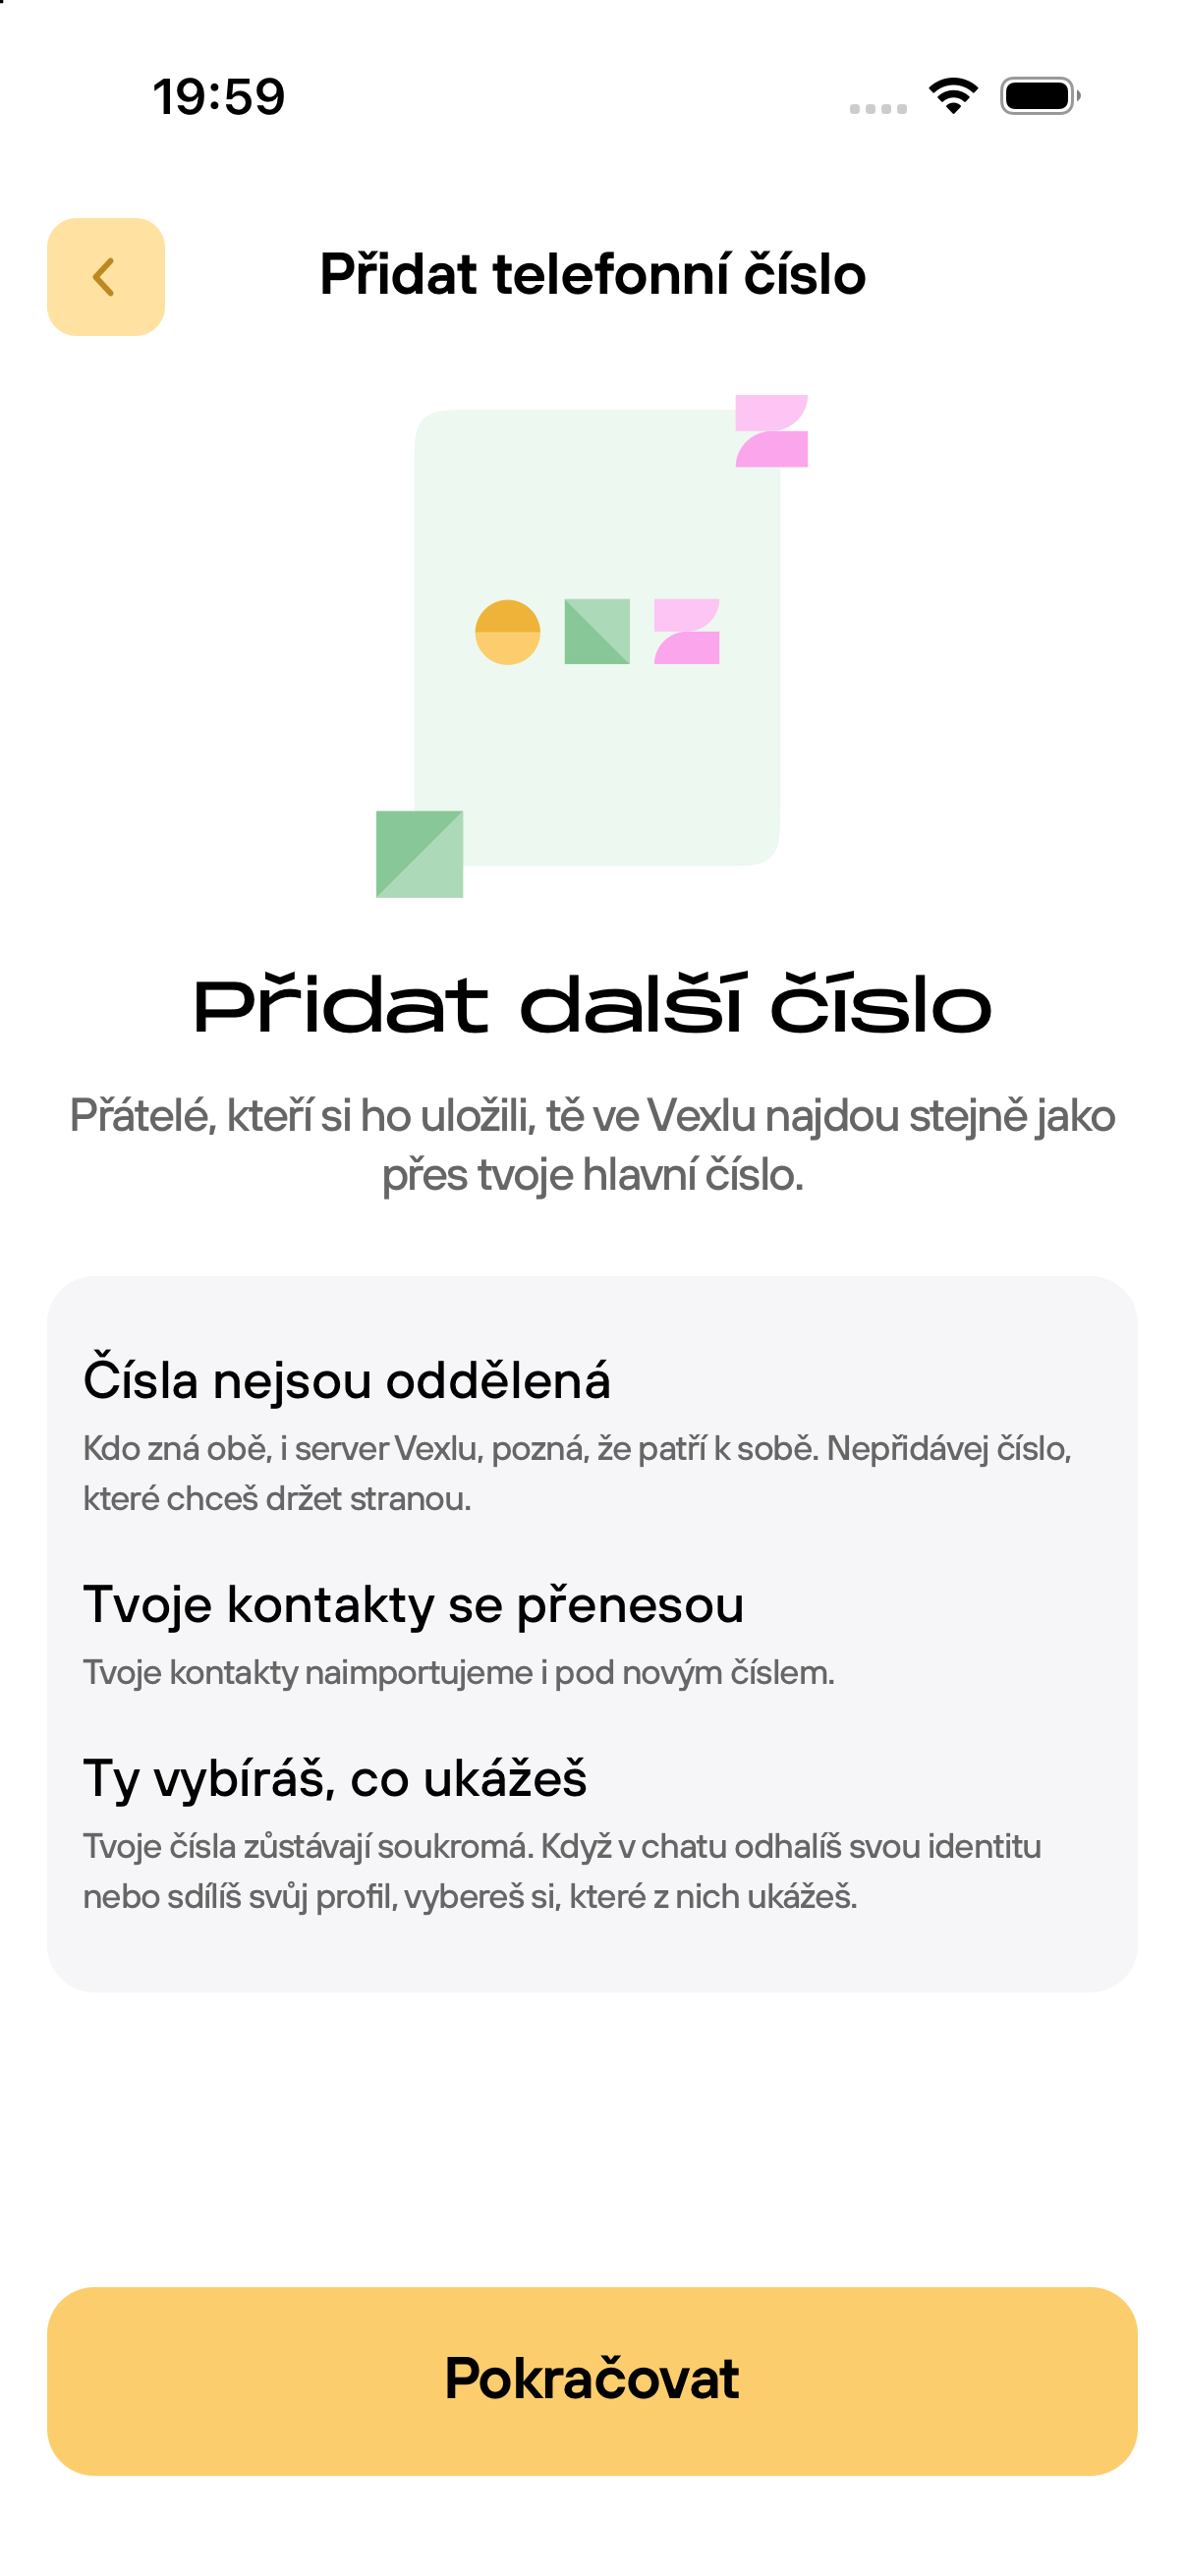 19:59
Přidat telefonní číslo
Přidat další číslo
Přátelé, kteří si ho uložili, tě ve Vexlu najdou stejně jako
přes tvoje hlavní číslo.
Čísla nejsou oddělená
Kdo zná obě, i server Vexlu, pozná, že patří k sobě. Nepřidávej číslo,
které chceš držet stranou.
Tvoje kontakty se přenesou
Tvoje kontakty naimportujeme i pod novým číslem.
Ty vybíráš, co ukážeš
Tvoje čísla zůstávají soukromá. Když v chatu odhalíš svou identitu
nebo sdílíš svůj profil, vybereš si, které z nich ukážeš.
Pokračovat